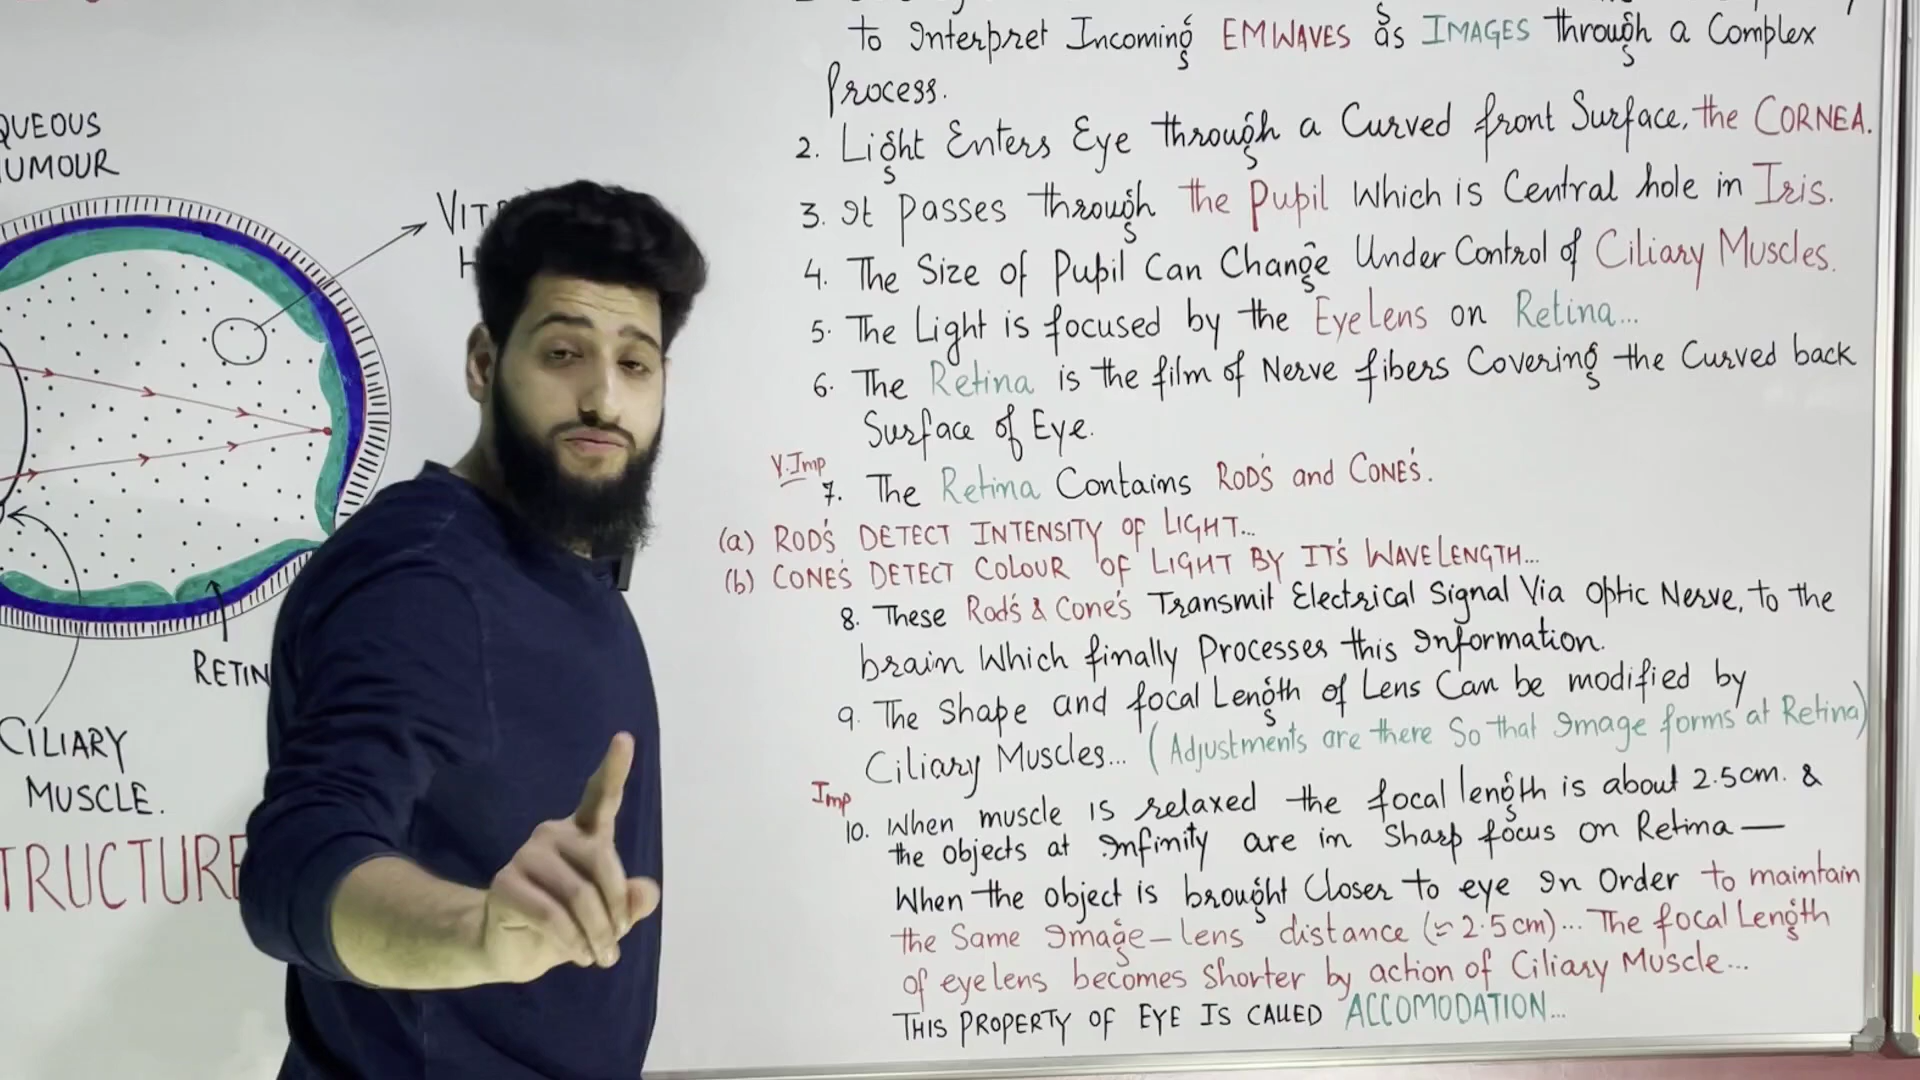 QUEOUS
UMOUR
VIT
H
RETIN
CILIARY
MUSCLE.
TRUCTURE
to Interpret Incoming EMWAVES as IMAGES through a Complex
Process.
2. Light Enters Eye through a Curved front Surface, the CORNEA.
3. It Passes through the Pupil Which is Central hole in Iris.
4. The Size of Pupil Can Change Under Control of Ciliary Muscles.
5. The Light is focused by the Eye Lens on Retina...
6. The Retina is the film of Nerve fibers Covering the Curved back
Surface of Eye.
V.Imp
7. The Retina Contains ROD'S and CONE'S.
(a) ROD'S DETECT INTENSITY OF LIGHT...
(b) CONE'S DETECT COLOUR OF LIGHT BY IT'S WAVELENGTH...
8. These Rod's & Cone's Transmit Electrical Signal Via Optic Nerve, to the
brain Which finally Processes this Information.
9. The Shape and focal Length of Lens Can be modified by
Ciliary Muscles... (Adjustments are there So that Image forms at Retina)
Imp
10. When muscle is relaxed the focal length is about 2.5cm. &
the objects at Infinity are in Sharp focus on Retina —
When the object is brought Closer to eye In Order to maintain
the Same Image-lens distance (≃2.5cm)... The focal Length
of eyelens becomes Shorter by action of Ciliary Muscle...
THIS PROPERTY OF EYE IS CALLED ACCOMODATION...